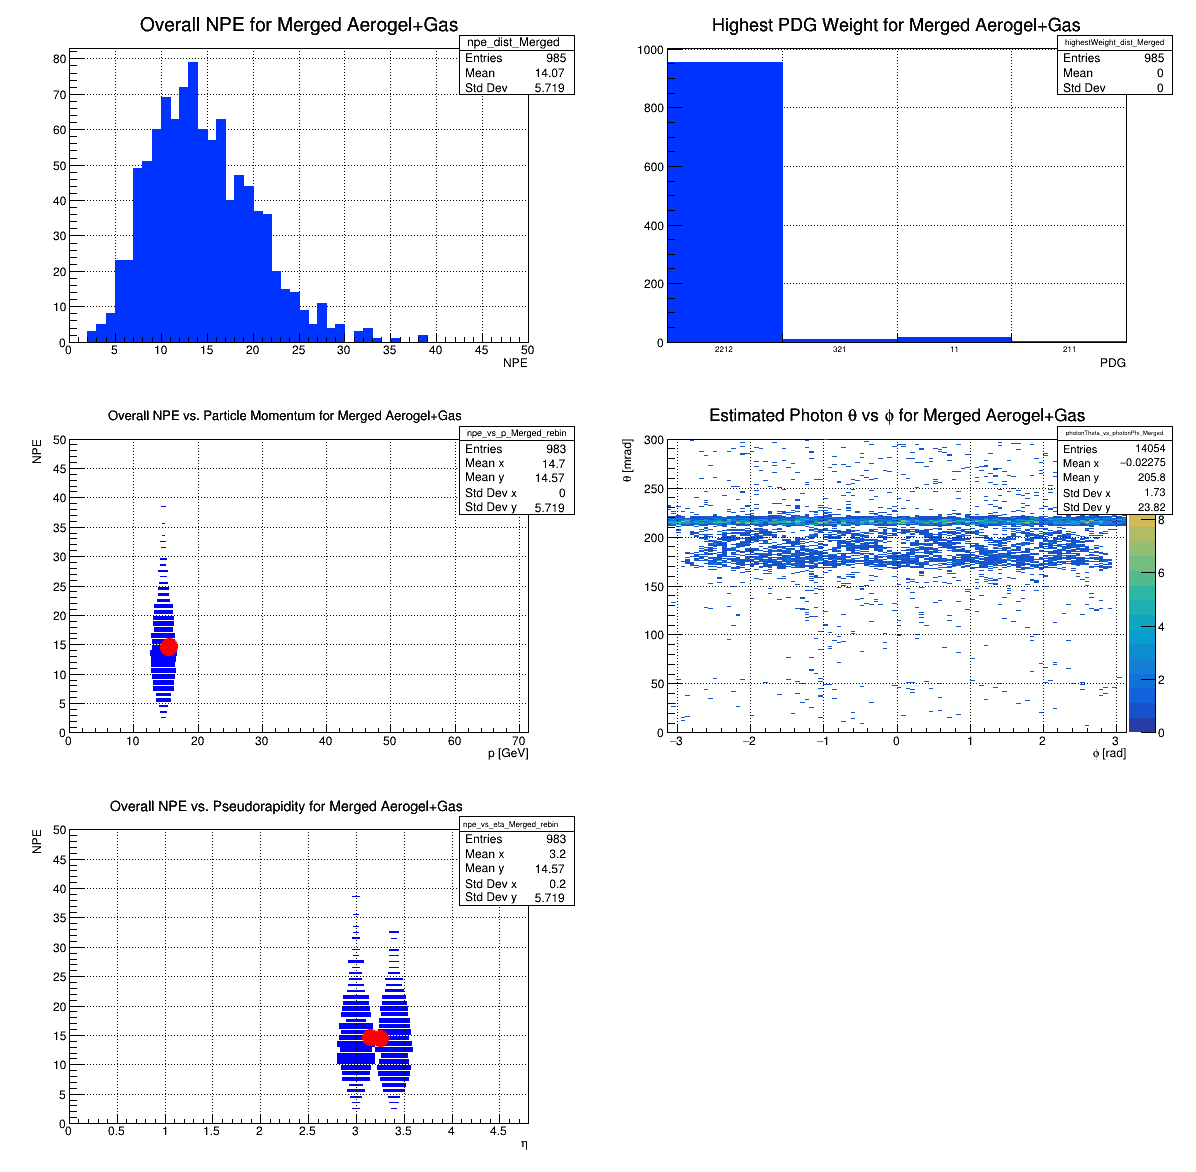 Overall NPE for Merged Aerogel+Gas
npe_dist_Merged
Entries 985
Mean 14.07
Std Dev 5.719
80
70
60
50
40
30
20
10
0
0 5 10 15 20 25 30 35 40 45 50
NPE
Highest PDG Weight for Merged Aerogel+Gas
highestWeight_dist_Merged
Entries 985
Mean 0
Std Dev 0
1000
800
600
400
200
0
2212 321 11 211
PDG
Overall NPE vs. Particle Momentum for Merged Aerogel+Gas
npe_vs_p_Merged_rebin
Entries 983
Mean x 14.7
Mean y 14.57
Std Dev x 0
Std Dev y 5.719
NPE
50
45
40
35
30
25
20
15
10
5
0
0 10 20 30 40 50 60 70
p [GeV]
Estimated Photon θ vs ϕ for Merged Aerogel+Gas
photonTheta_vs_photonPhi_Merged
Entries 14054
Mean x −0.02275
Mean y 205.8
Std Dev x 1.73
Std Dev y 23.82
θ [mrad]
300
250
200
150
100
50
0
−3 −2 −1 0 1 2 3
ϕ [rad]
8
6
4
2
0
Overall NPE vs. Pseudorapidity for Merged Aerogel+Gas
npe_vs_eta_Merged_rebin
Entries 983
Mean x 3.2
Mean y 14.57
Std Dev x 0.2
Std Dev y 5.719
NPE
50
45
40
35
30
25
20
15
10
5
0
0 0.5 1 1.5 2 2.5 3 3.5 4 4.5
η